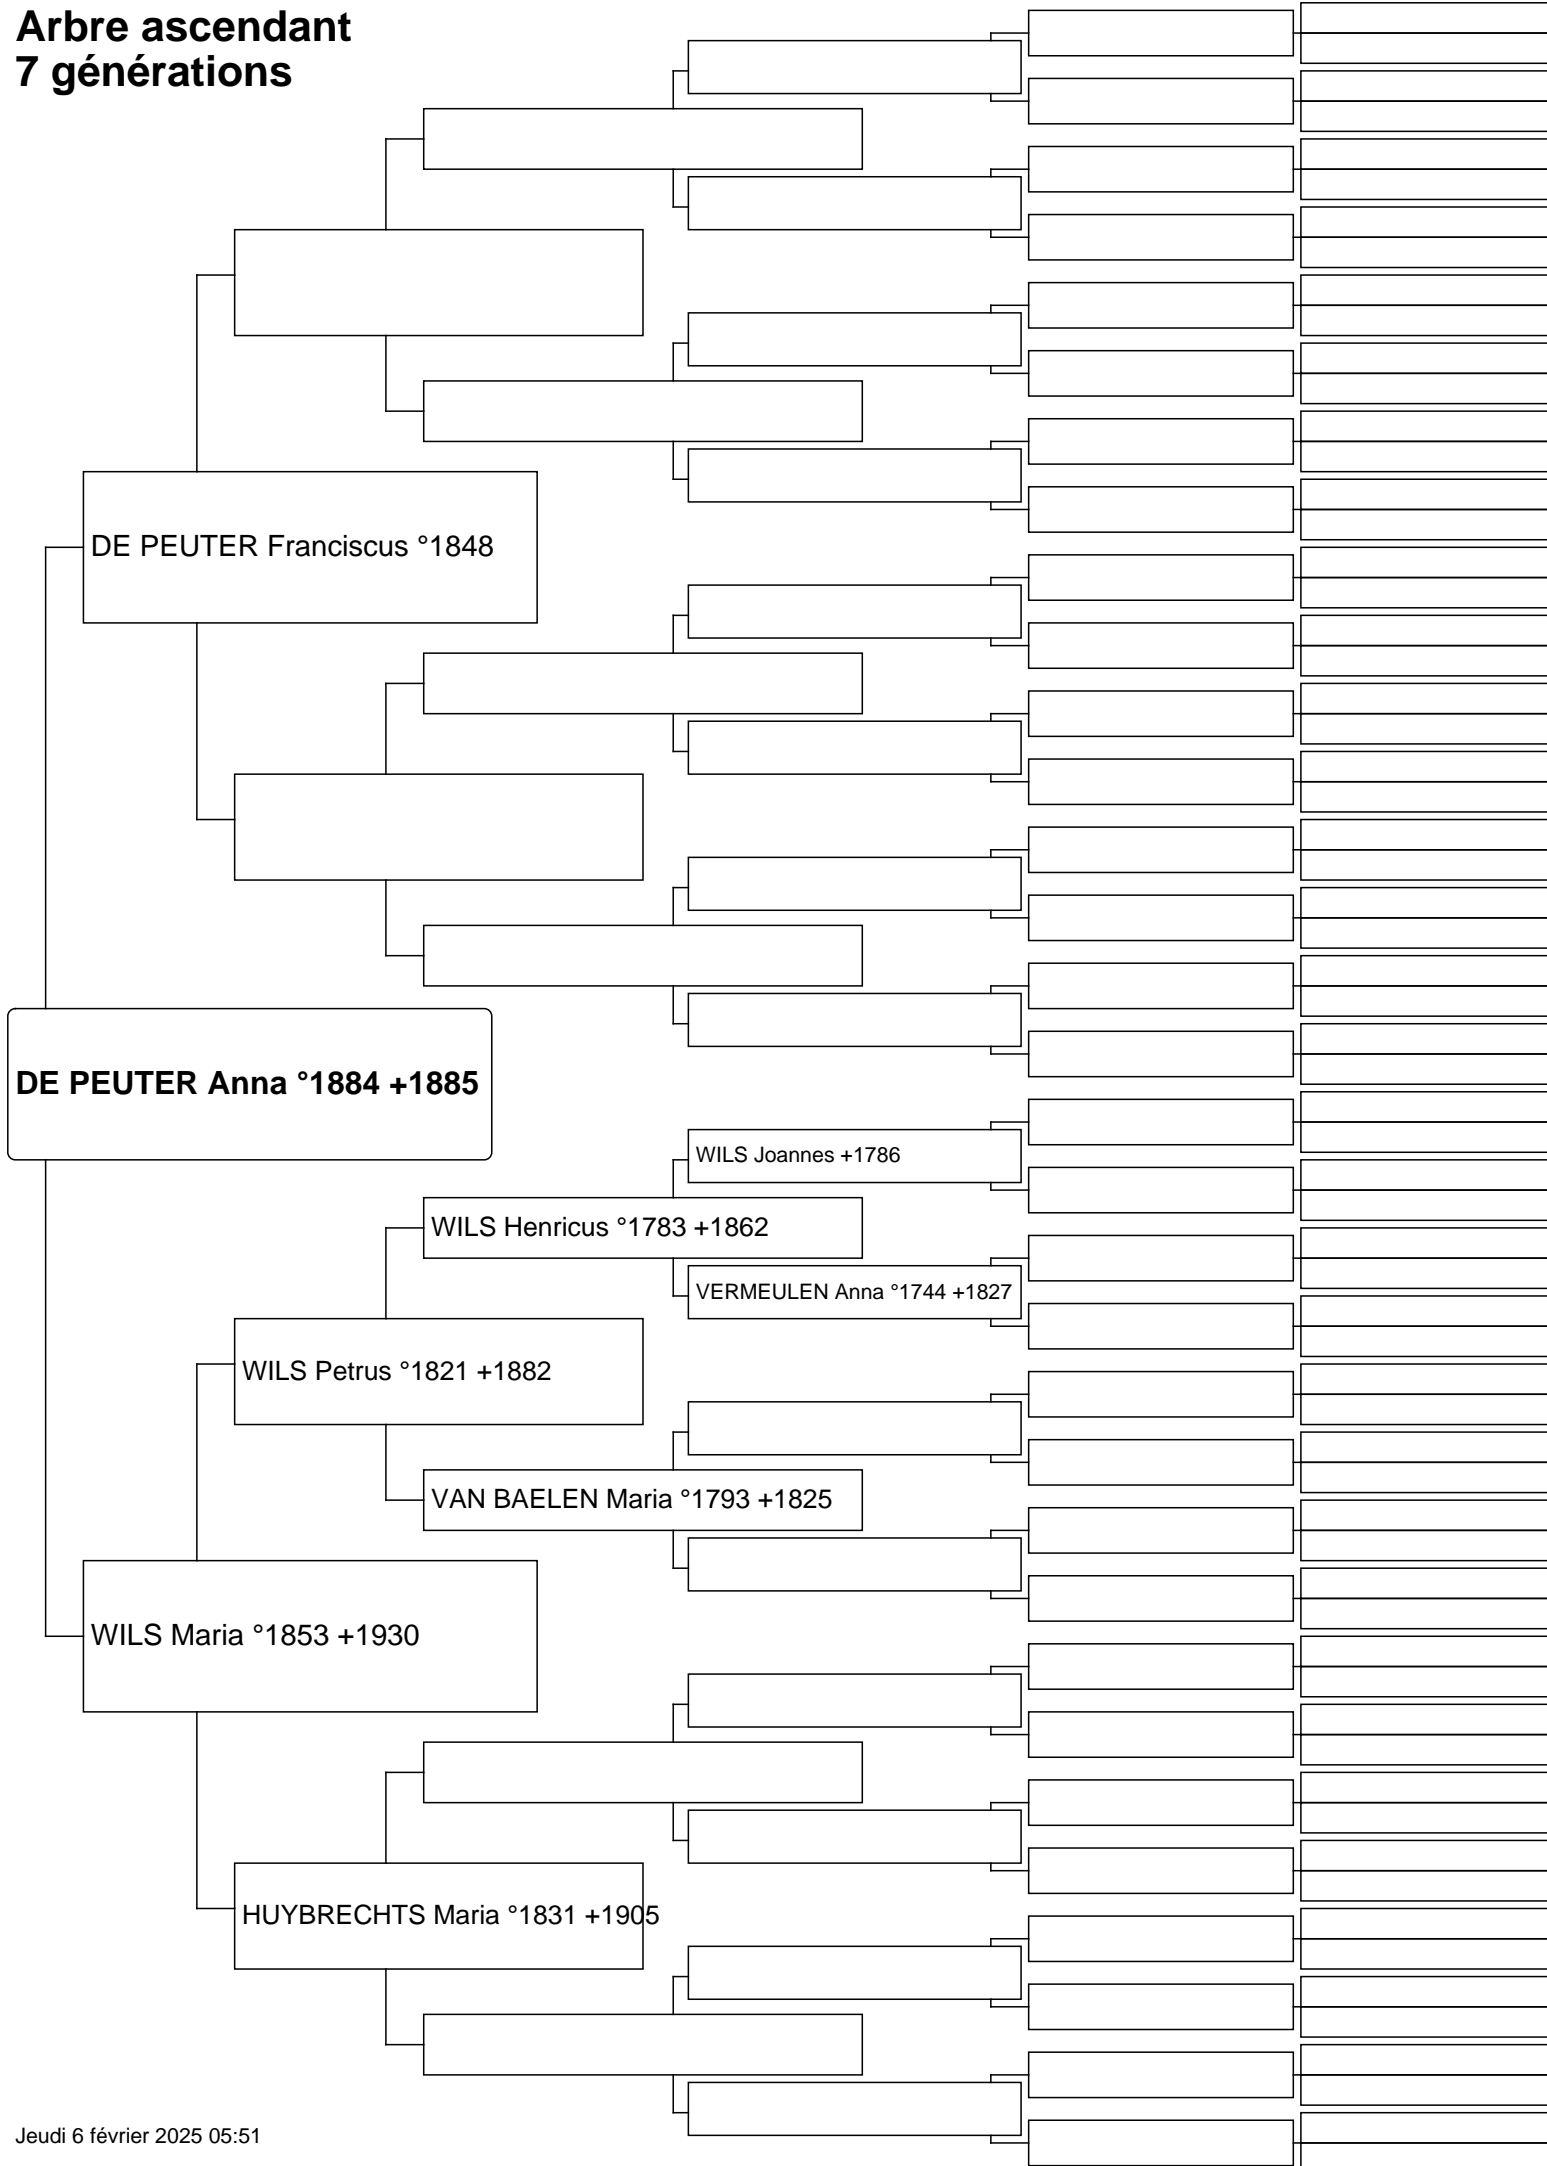 Arbre ascendant
7 générations
DE PEUTER Franciscus °1848
DE PEUTER Anna °1884 +1885
WILS Joannes +1786
WILS Henricus °1783 +1862
VERMEULEN Anna °1744 +1827
WILS Petrus °1821 +1882
VAN BAELEN Maria °1793 +1825
WILS Maria °1853 +1930
HUYBRECHTS Maria °1831 +1905
Jeudi 6 février 2025 05:51